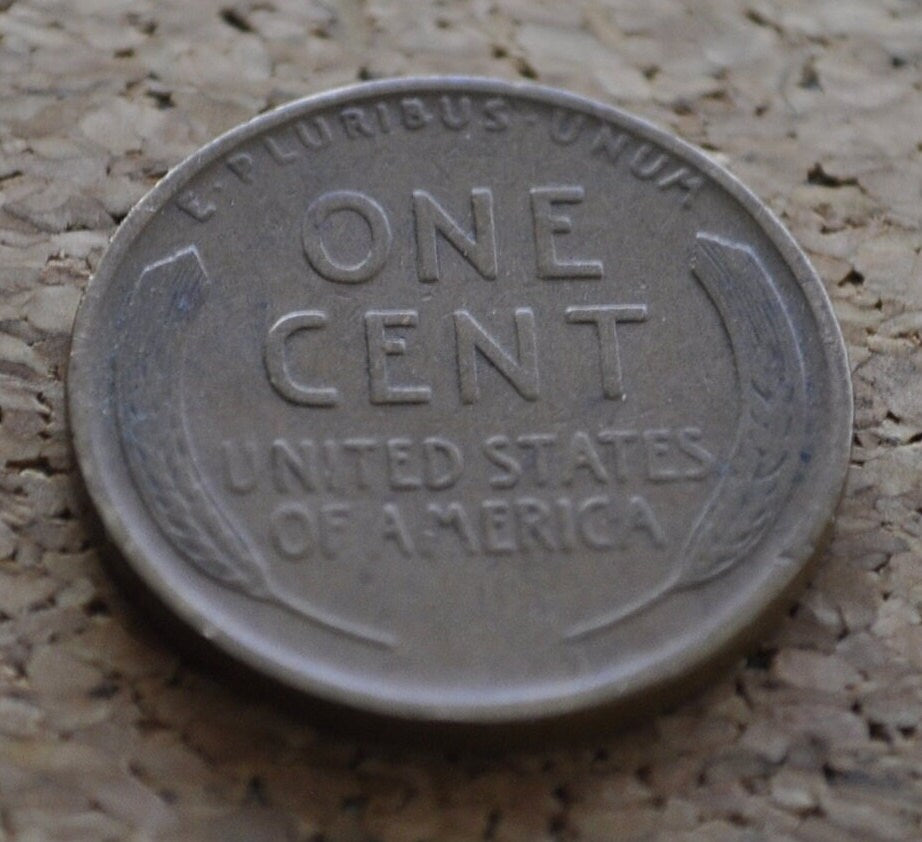 E·PLURIBUS·UNUM
ONE
CENT
UNITED STATES
OF AMERICA